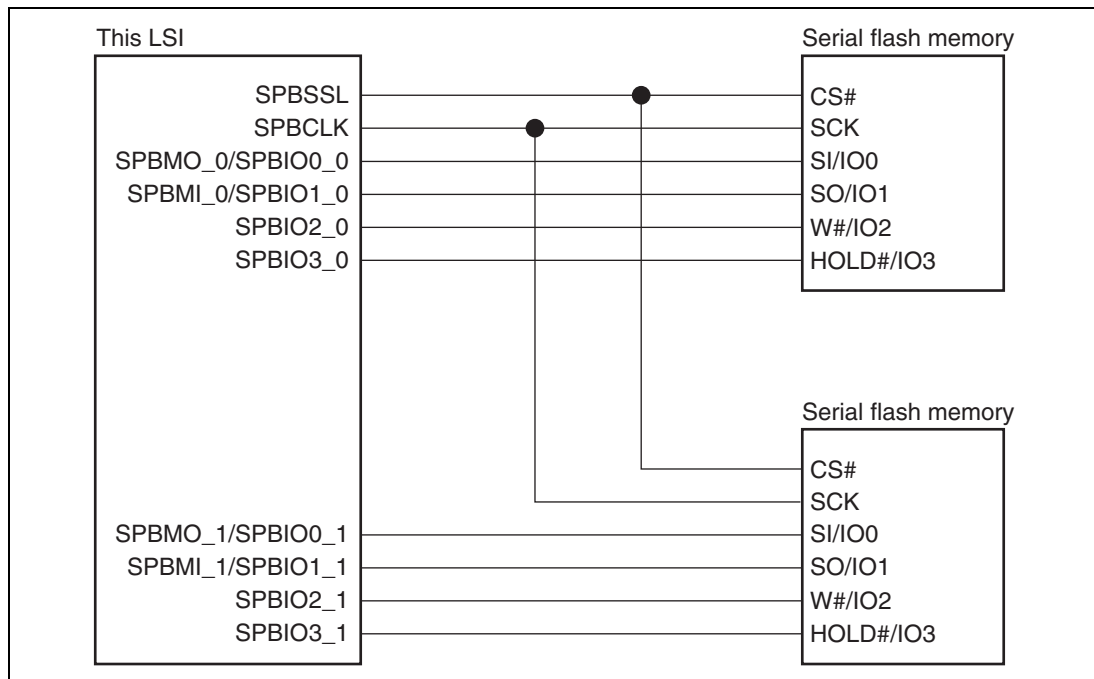 This LSI
SPBSSL
SPBCLK
SPBMO_0/SPBIO0_0
SPBMI_0/SPBIO1_0
SPBIO2_0
SPBIO3_0
SPBMO_1/SPBIO0_1
SPBMI_1/SPBIO1_1
SPBIO2_1
SPBIO3_1
Serial flash memory
CS#
SCK
SI/IO0
SO/IO1
W#/IO2
HOLD#/IO3
Serial flash memory
CS#
SCK
SI/IO0
SO/IO1
W#/IO2
HOLD#/IO3